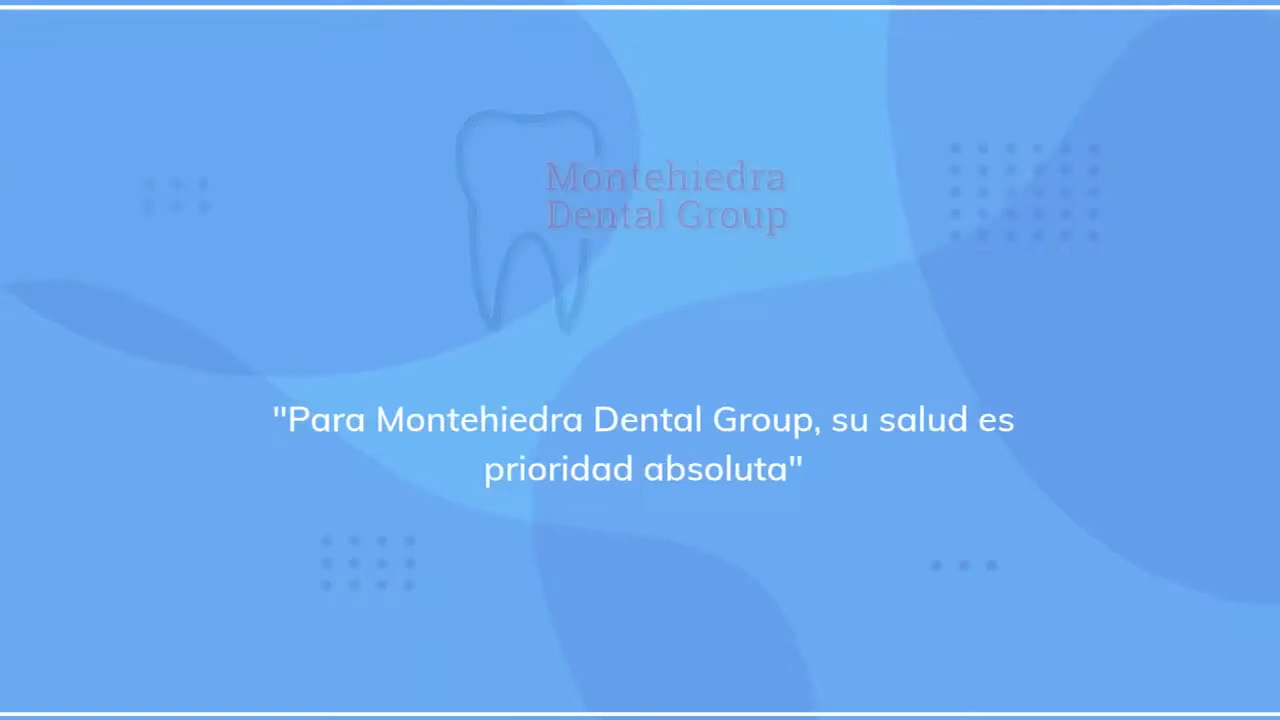 Montehiedra
Dental Group
"Para Montehiedra Dental Group, su salud es
prioridad absoluta"